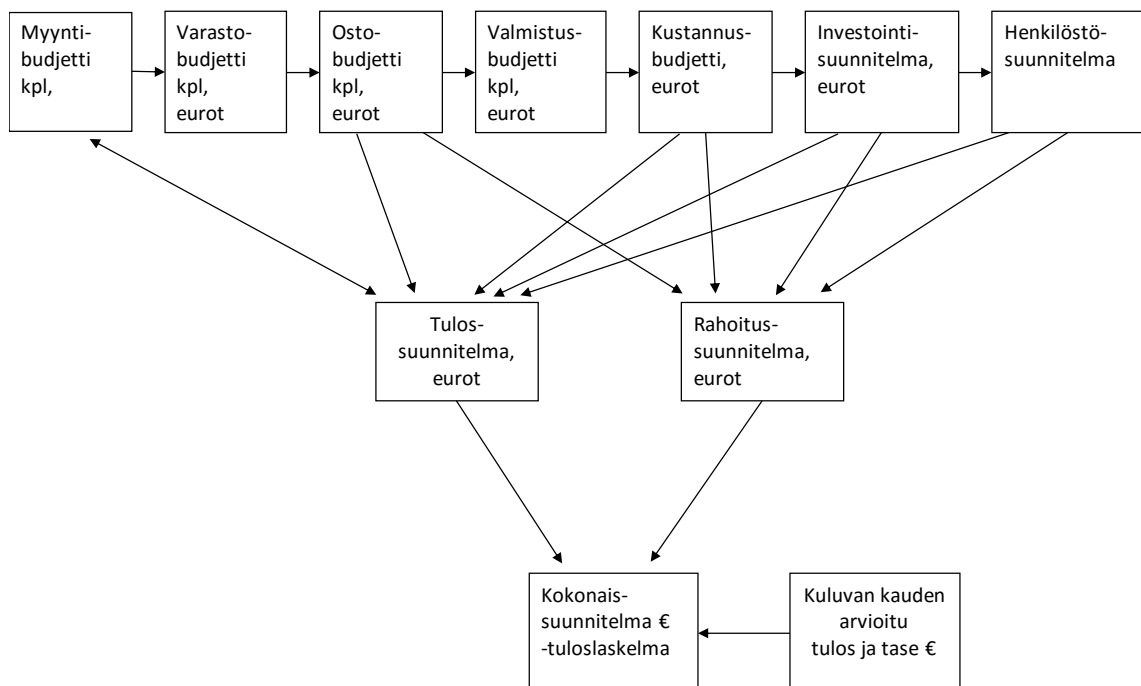 Myynti-
budjetti
kpl,
Varasto-
budjetti
kpl,
eurot
Osto-
budjetti
kpl,
eurot
Valmistus-
budjetti
kpl,
eurot
Kustannus-
budjetti,
eurot
Investointi-
suunnitelma,
eurot
Henkilöstö-
suunnitelma
Tulos-
suunnitelma,
eurot
Rahoitus-
suunnitelma,
eurot
Kokonais-
suunnitelma €
-tuloslaskelma
Kuluvan kauden
arvioitu
tulos ja tase €